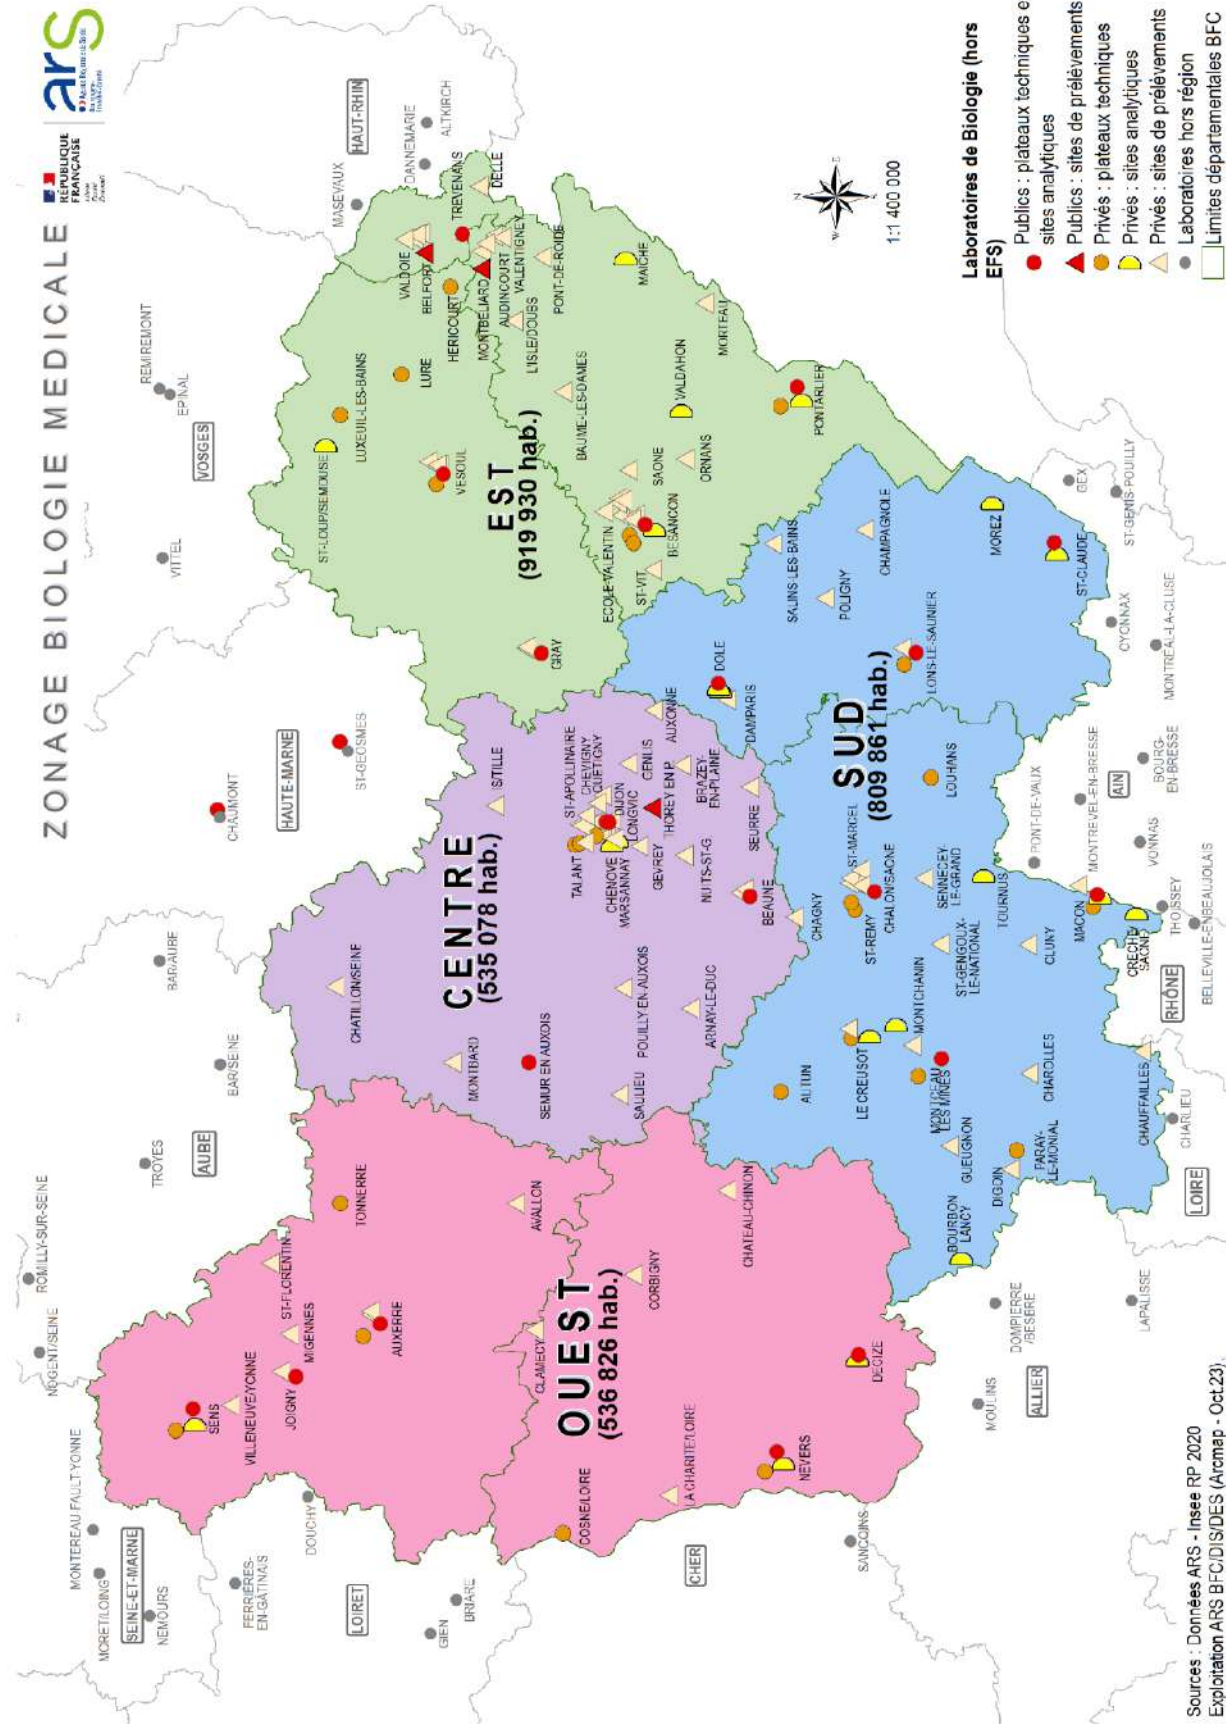 ZONAGE BIOLOGIE MEDICALE
RÉPUBLIQUE
FRANÇAISE
ars
ROMILLY-SUR-SEINE
NOGENT/SEINE
MONTEREAU-FAULT-YONNE
MORET/LOING
SEINE-ET-MARNE
NEMOURS
FERRIÈRES-
EN-GÂTINAIS
DOUCHY
LOIRET
GIEN
BRIARE
CHER
SANCOINS
MOULINS
ALLIER
DOMPIERRE
/BESBRE
LAPALISSE
LOIRE
CHARLIEU
TROYES
AUBE
BAR/SEINE
BAR/AUBE
CHAUMONT
HAUTE-MARNE
ST-GEOSMES
VITTEL
VOSGES
EPINAL
REMIREMONT
MASEVAUX
HAUT-RHIN
DANNEMARIE
ALTKIRCH
SENS
VILLENEUVE/YONNE
JOIGNY
MIGENNES
ST-FLORENTIN
TONNERRE
AUXERRE
AVALLON
CLAMECY
OUEST
(536 826 hab.)
CORBIGNY
CHATEAU-CHINON
COSNE/LOIRE
LA CHARITE/LOIRE
NEVERS
DECIZE
CHATILLON/SEINE
MONTBARD
CENTRE
(535 078 hab.)
SEMUR EN AUXOIS
SAULIEU
POUILLY EN AUXOIS
ARNAY-LE-DUC
IS/TILLE
ST-APOLLINAIRE
CHEVIGNY
QUETIGNY
TALANT
DIJON
LONGVIC
CHENOVE
MARSANNAY
GEVREY
GENLIS
THOREY EN P.
AUXONNE
BRAZEY-
EN-PLAINE
NUITS-ST-G.
SEURRE
BEAUNE
ST-LOUP/SEMOUSE
LUXEUIL-LES-BAINS
LURE
VESOUL
EST
(919 930 hab.)
GRAY
VALDOIE
BELFORT
TREVENANS
DELLE
HERICOURT
MONTBELIARD
AUDINCOURT
VALENTIGNEY
L'ISLE/DOUBS
PONT-DE-ROIDE
BAUME-LES-DAMES
MAICHE
ECOLE-VALENTIN
BESANCON
SAONE
ST-VIT
ORNANS
VALDAHON
MORTEAU
PONTARLIER
DOLE
DAMPARIS
SALINS-LES-BAINS
POLIGNY
CHAMPAGNOLE
LONS-LE-SAUNIER
MOREZ
ST-CLAUDE
SUD
(809 861 hab.)
CHAGNY
ST-MARCEL
ST-REMY
CHALON/SAONE
LOUHANS
AUTUN
LE CREUSOT
MONTCHANIN
MONTCEAU
LES MINES
SENNECEY-
LE-GRAND
ST-GENGOUX-
LE-NATIONAL
TOURNUS
CLUNY
GUEUGNON
BOURBON
LANCY
DIGOIN
PARAY-
LE-MONIAL
CHAROLLES
CHAUFFAILLES
MACON
CRECHE/
SAONE
GEX
ST-GENIS-POUILLY
OYONNAX
MONTREAL-LA-CLUSE
PONT-DE-VAUX
MONTREVEL-EN-BRESSE
AIN
BOURG-
EN-BRESSE
VONNAS
THOISSEY
RHÔNE
BELLEVILLE-EN-BEAUJOLAIS
N
E
S
W
1:1 400 000
Laboratoires de Biologie (hors
EFS)
Publics : plateaux techniques e
sites analytiques
Publics : sites de prélèvements
Privés : plateaux techniques
Privés : sites analytiques
Privés : sites de prélèvements
Laboratoires hors région
Limites départementales BFC
Sources : Données ARS - Insee RP 2020
Exploitation ARS BFC/DIS/DES (Arcmap - Oct.23).